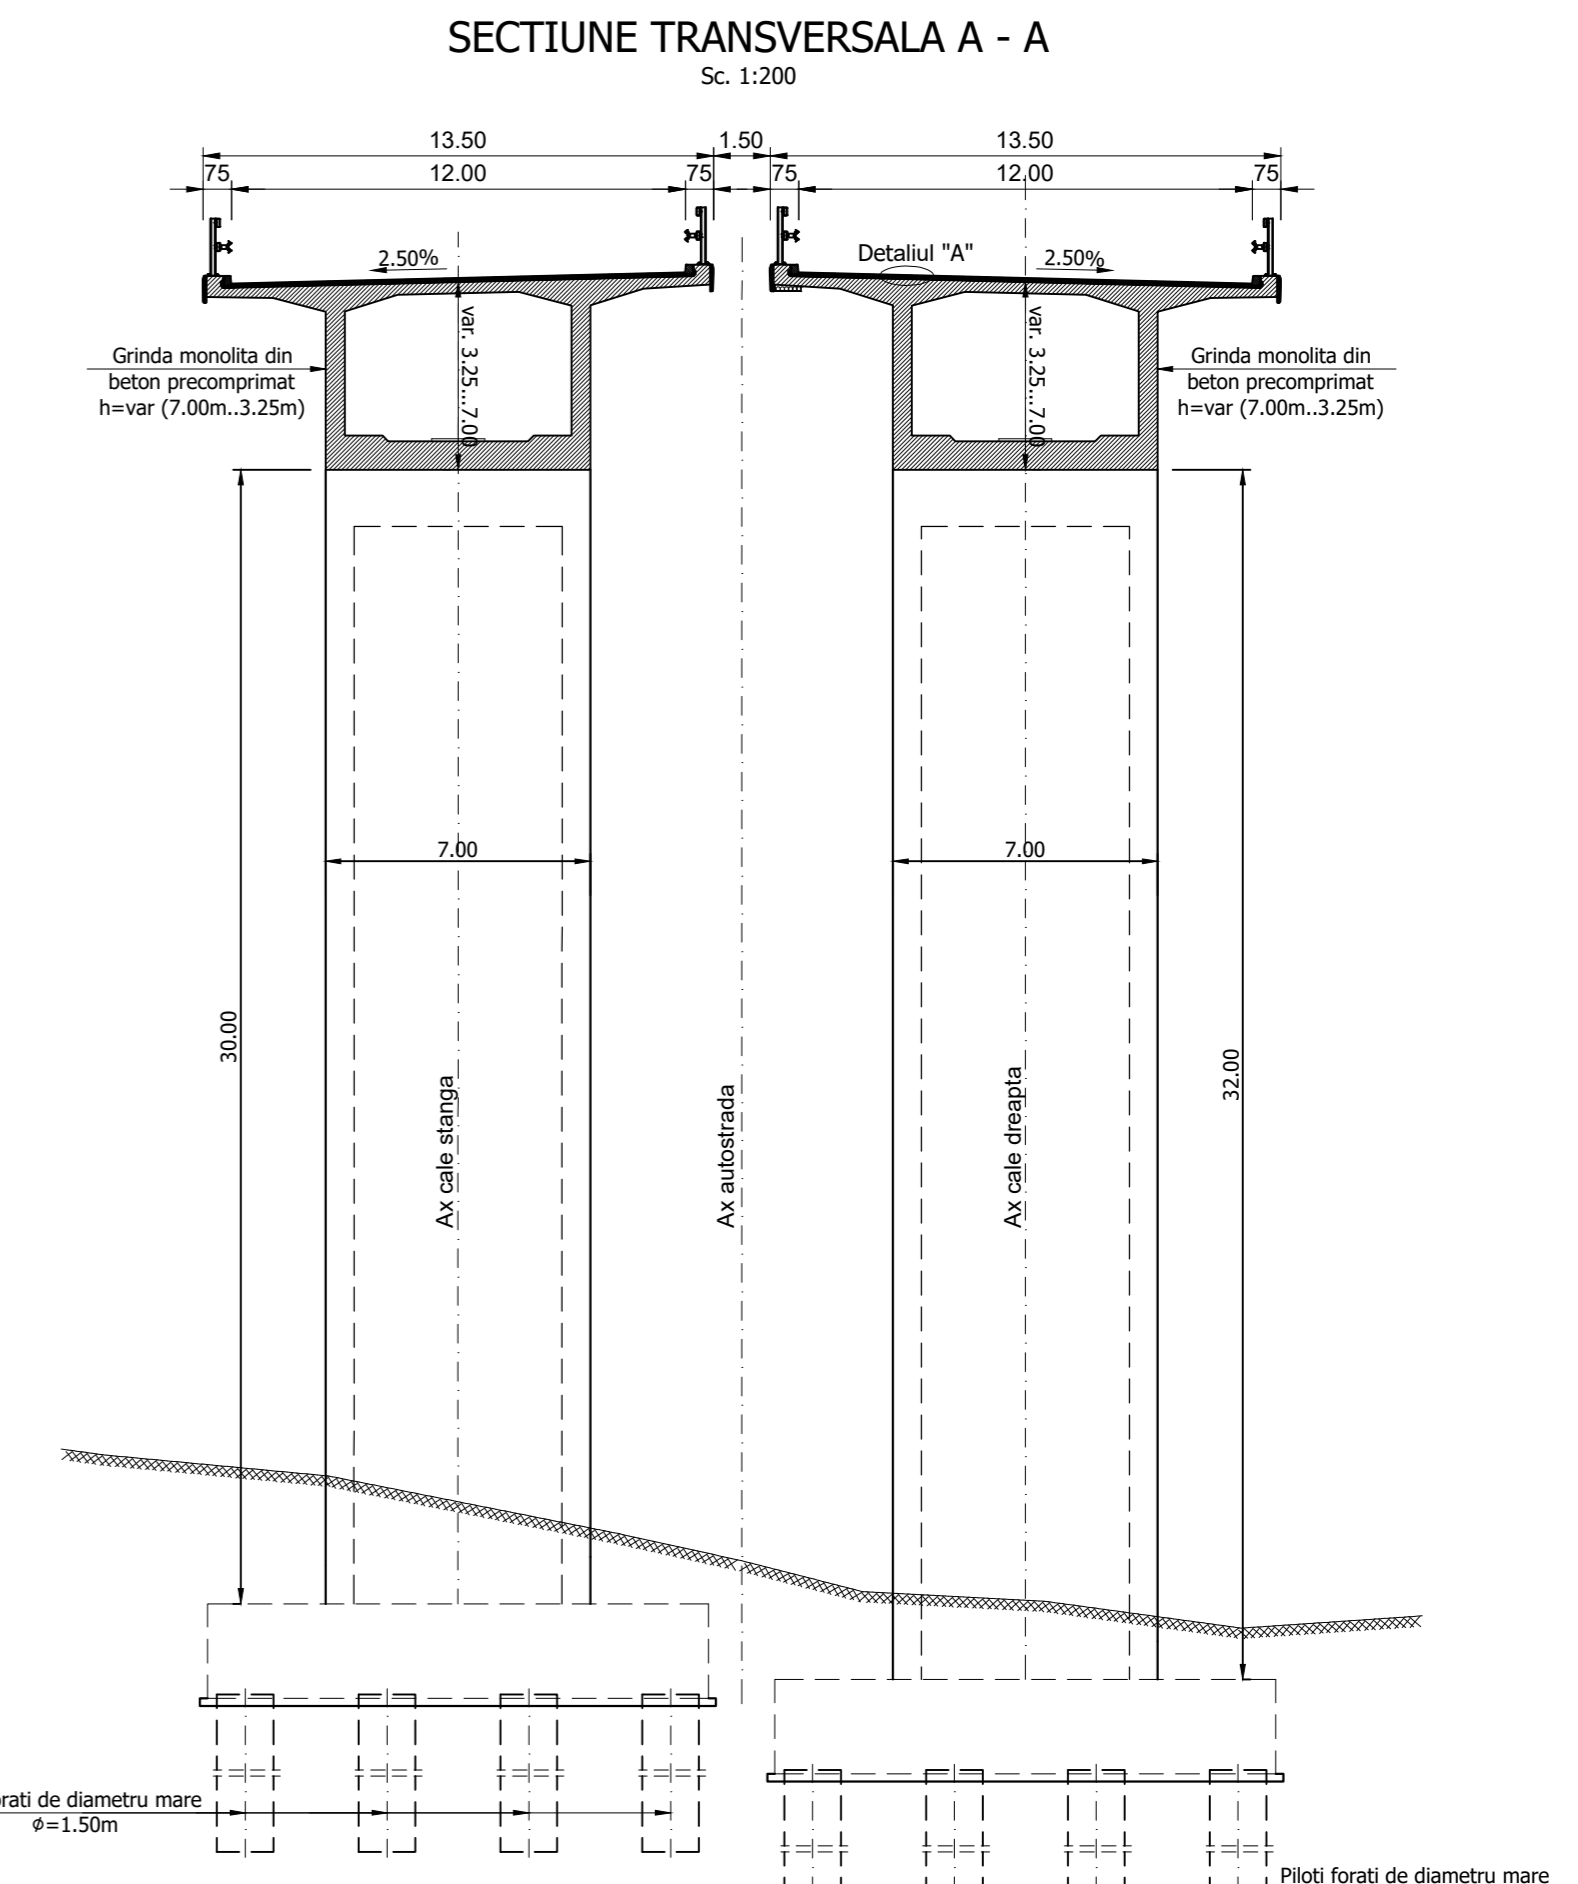 SECTIUNE TRANSVERSALA A - A
Sc. 1:200
13.50
1.50
13.50
75
12.00
75
75
12.00
75
2.50%
Detaliul "A"
2.50%
var. 3.25...7.00
var. 3.25...7.00
Grinda monolita din
beton precomprimat
h=var (7.00m..3.25m)
Grinda monolita din
beton precomprimat
h=var (7.00m..3.25m)
7.00
7.00
30.00
32.00
Ax cale stanga
Ax autostrada
Ax cale dreapta
de diametru mare
ϕ=1.50m
Piloti forati de diametru mare